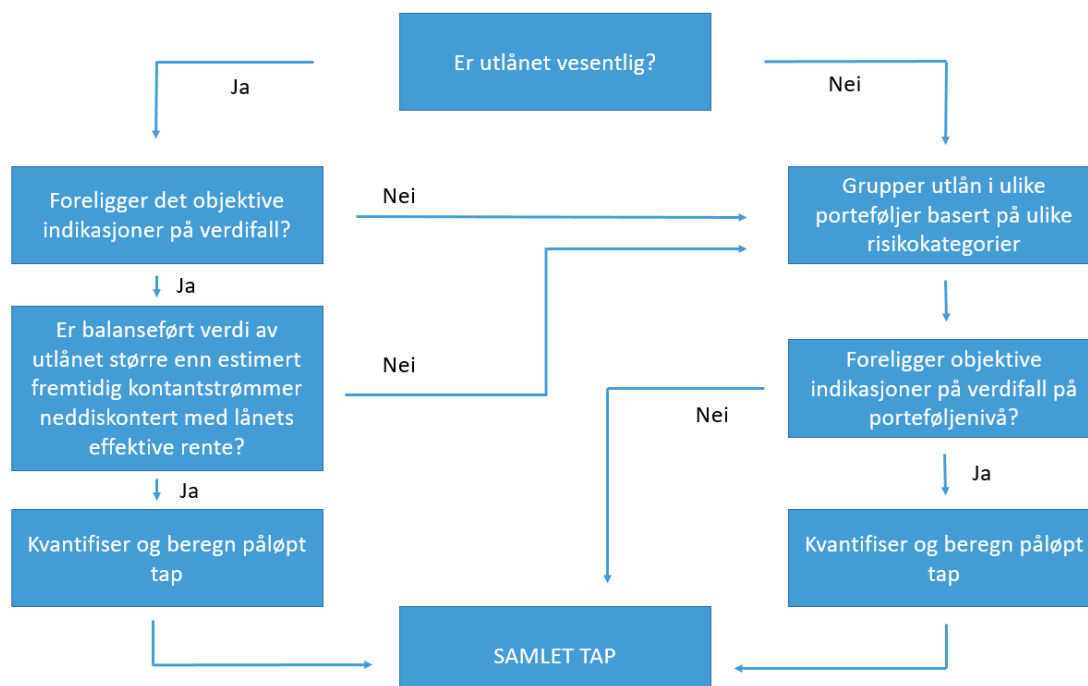 Er utlånet vesentlig?
Ja
Nei
Foreligger det objektive
indikasjoner på verdifall?
Nei
Grupper utlån i ulike
porteføljer basert på ulike
risikokategorier
Ja
Er balanseført verdi av
utlånet større enn estimert
fremtidig kontantstrømmer
neddiskontert med lånets
effektive rente?
Nei
Foreligger objektive
indikasjoner på verdifall på
porteføljenivå?
Nei
Ja
Ja
Kvantifiser og beregn påløpt
tap
Kvantifiser og beregn påløpt
tap
SAMLET TAP